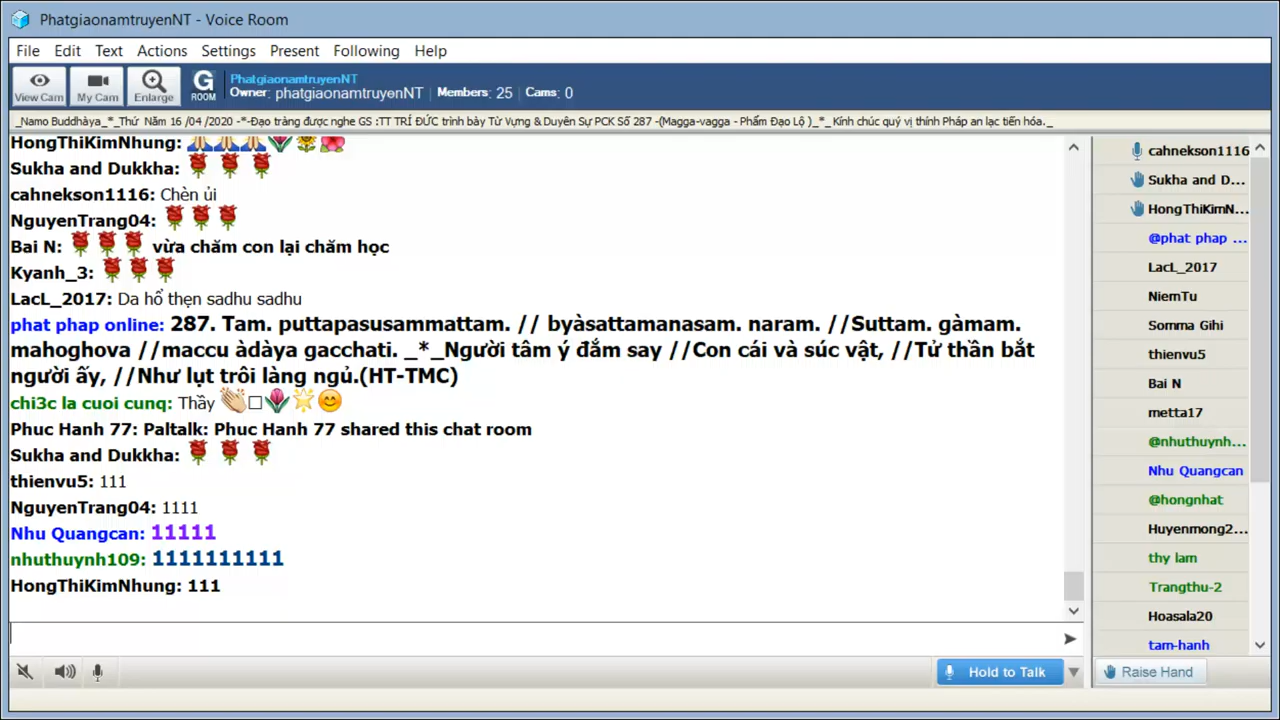 PhatgiaonamtruyenNT - Voice Room
File Edit Text Actions Settings Present Following Help
View Cam My Cam Enlarge G ROOM
PhatgiaonamtruyenNT
Owner: phatgiaonamtruyenNT Members: 25 Cams: 0
_Namo Buddhàya_*_Thứ Năm 16 /04 /2020 -*-Đạo tràng được nghe GS :TT TRÍ ĐỨC trình bày Từ Vựng & Duyên Sự PCK Số 287 -(Magga-vagga - Phẩm Đạo Lộ )_*_ Kính chúc quý vị thính Pháp an lạc tiến hóa._
HongThiKimNhung: 🙏🏻🙏🏻🙏🏻🌷🌻🌺
Sukha and Dukkha: 🌹 🌹 🌹
cahnekson1116: Chèn ủi
NguyenTrang04: 🌹🌹🌹
Bai N: 🌹🌹🌹 vừa chăm con lại chăm học
Kyanh_3: 🌹🌹🌹
LacL_2017: Da hổ thẹn sadhu sadhu
phat phap online: 287. Tam. puttapasusammattam. // byàsattamanasam. naram. //Suttam. gàmam.
mahoghova //maccu àdàya gacchati. _*_Người tâm ý đắm say //Con cái và súc vật, //Tử thần bắt
người ấy, //Như lụt trôi làng ngủ.(HT-TMC)
chi3c la cuoi cunq: Thầy 👏🏻□🌷🌟😊
Phuc Hanh 77: Paltalk: Phuc Hanh 77 shared this chat room
Sukha and Dukkha: 🌹 🌹 🌹
thienvu5: 111
NguyenTrang04: 1111
Nhu Quangcan: 11111
nhuthuynh109: 1111111111
HongThiKimNhung: 111
cahnekson1116
Sukha and D...
HongThiKimN...
@phat phap ...
LacL_2017
NiemTu
Somma Gihi
thienvu5
Bai N
metta17
@nhuthuynh...
Nhu Quangcan
@hongnhat
Huyenmong2...
thy lam
Trangthu-2
Hoasala20
tam-hanh
Hold to Talk
Raise Hand